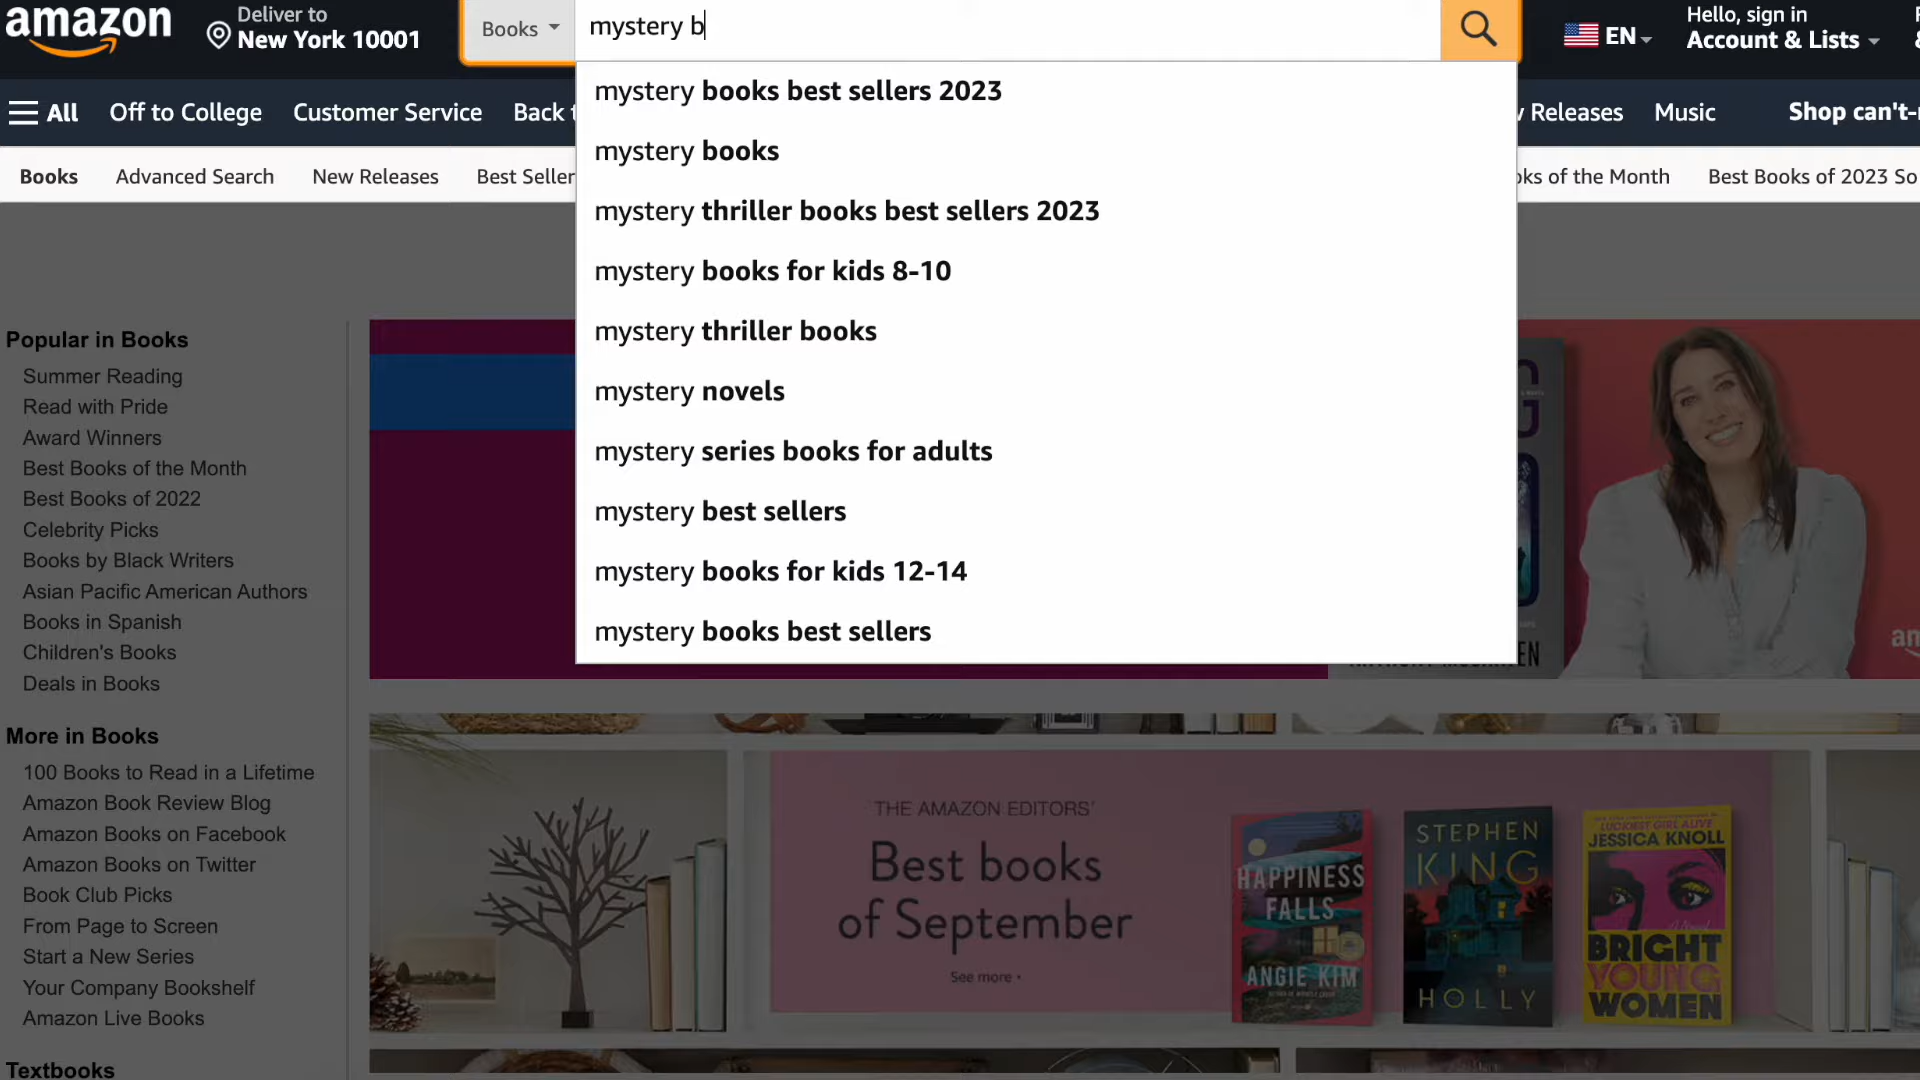 amazon
Deliver to
New York 10001
Books
mystery b
EN
Hello, sign in
Account & Lists
All
Off to College
Customer Service
Back
Releases
Music
Shop can't-
Books
Advanced Search
New Releases
Best Seller
ks of the Month
Best Books of 2023 So
mystery books best sellers 2023
mystery books
mystery thriller books best sellers 2023
mystery books for kids 8-10
mystery thriller books
mystery novels
mystery series books for adults
mystery best sellers
mystery books for kids 12-14
mystery books best sellers
Popular in Books
Summer Reading
Read with Pride
Award Winners
Best Books of the Month
Best Books of 2022
Celebrity Picks
Books by Black Writers
Asian Pacific American Authors
Books in Spanish
Children's Books
Deals in Books
More in Books
100 Books to Read in a Lifetime
Amazon Book Review Blog
Amazon Books on Facebook
Amazon Books on Twitter
Book Club Picks
From Page to Screen
Start a New Series
Your Company Bookshelf
Amazon Live Books
Textbooks
am
THE AMAZON EDITORS'
Best books
of September
See more
HAPPINESS
FALLS
ANGIE KIM
STEPHEN
KING
HOLLY
LUCKIEST GIRL ALIVE
JESSICA KNOLL
BRIGHT
YOUNG
WOMEN